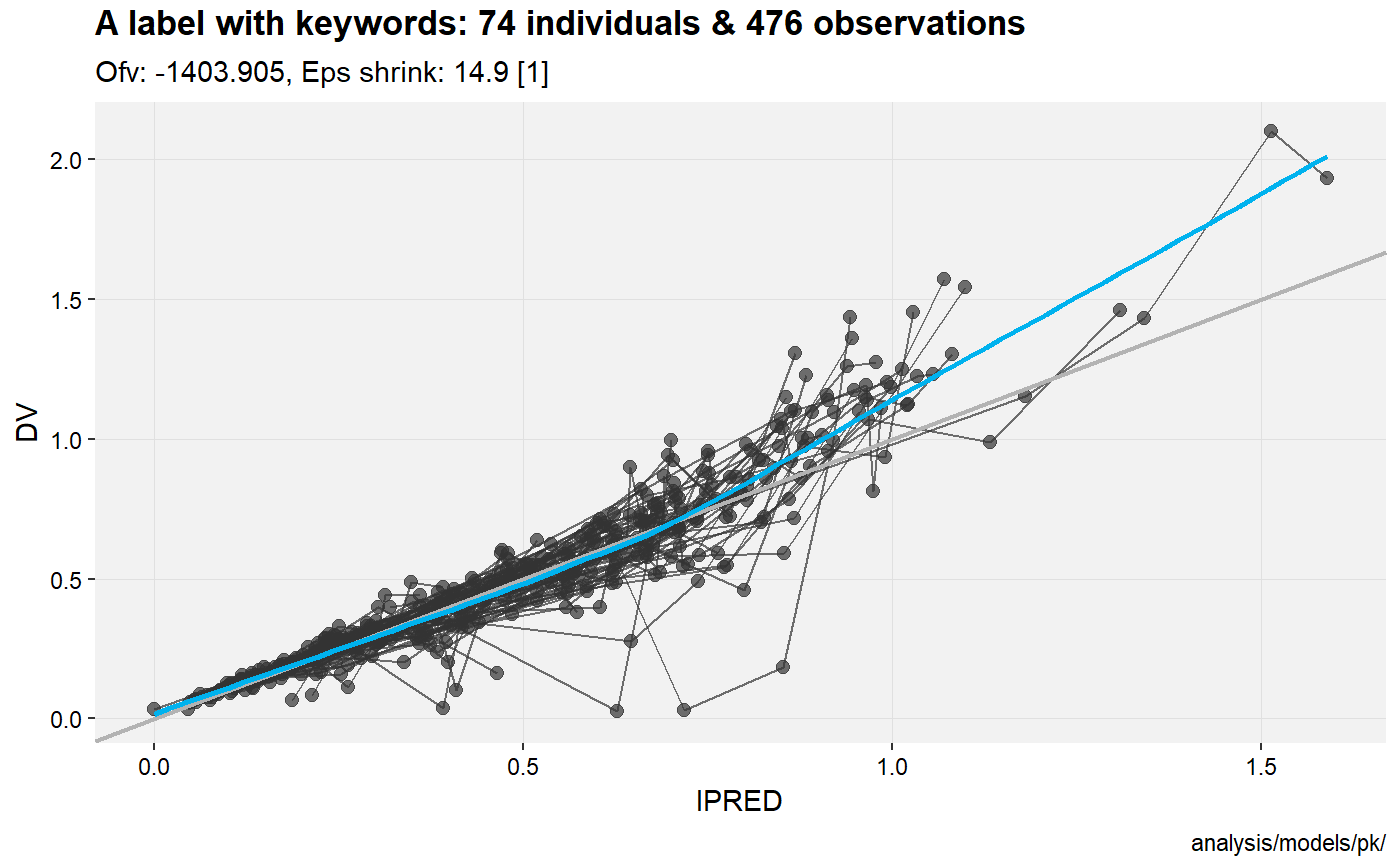 A label with keywords: 74 individuals & 476 observations
Ofv: -1403.905, Eps shrink: 14.9 [1]
2.0
1.5
1.0
0.5
0.0
DV
0.0 0.5 1.0 1.5
IPRED
analysis/models/pk/